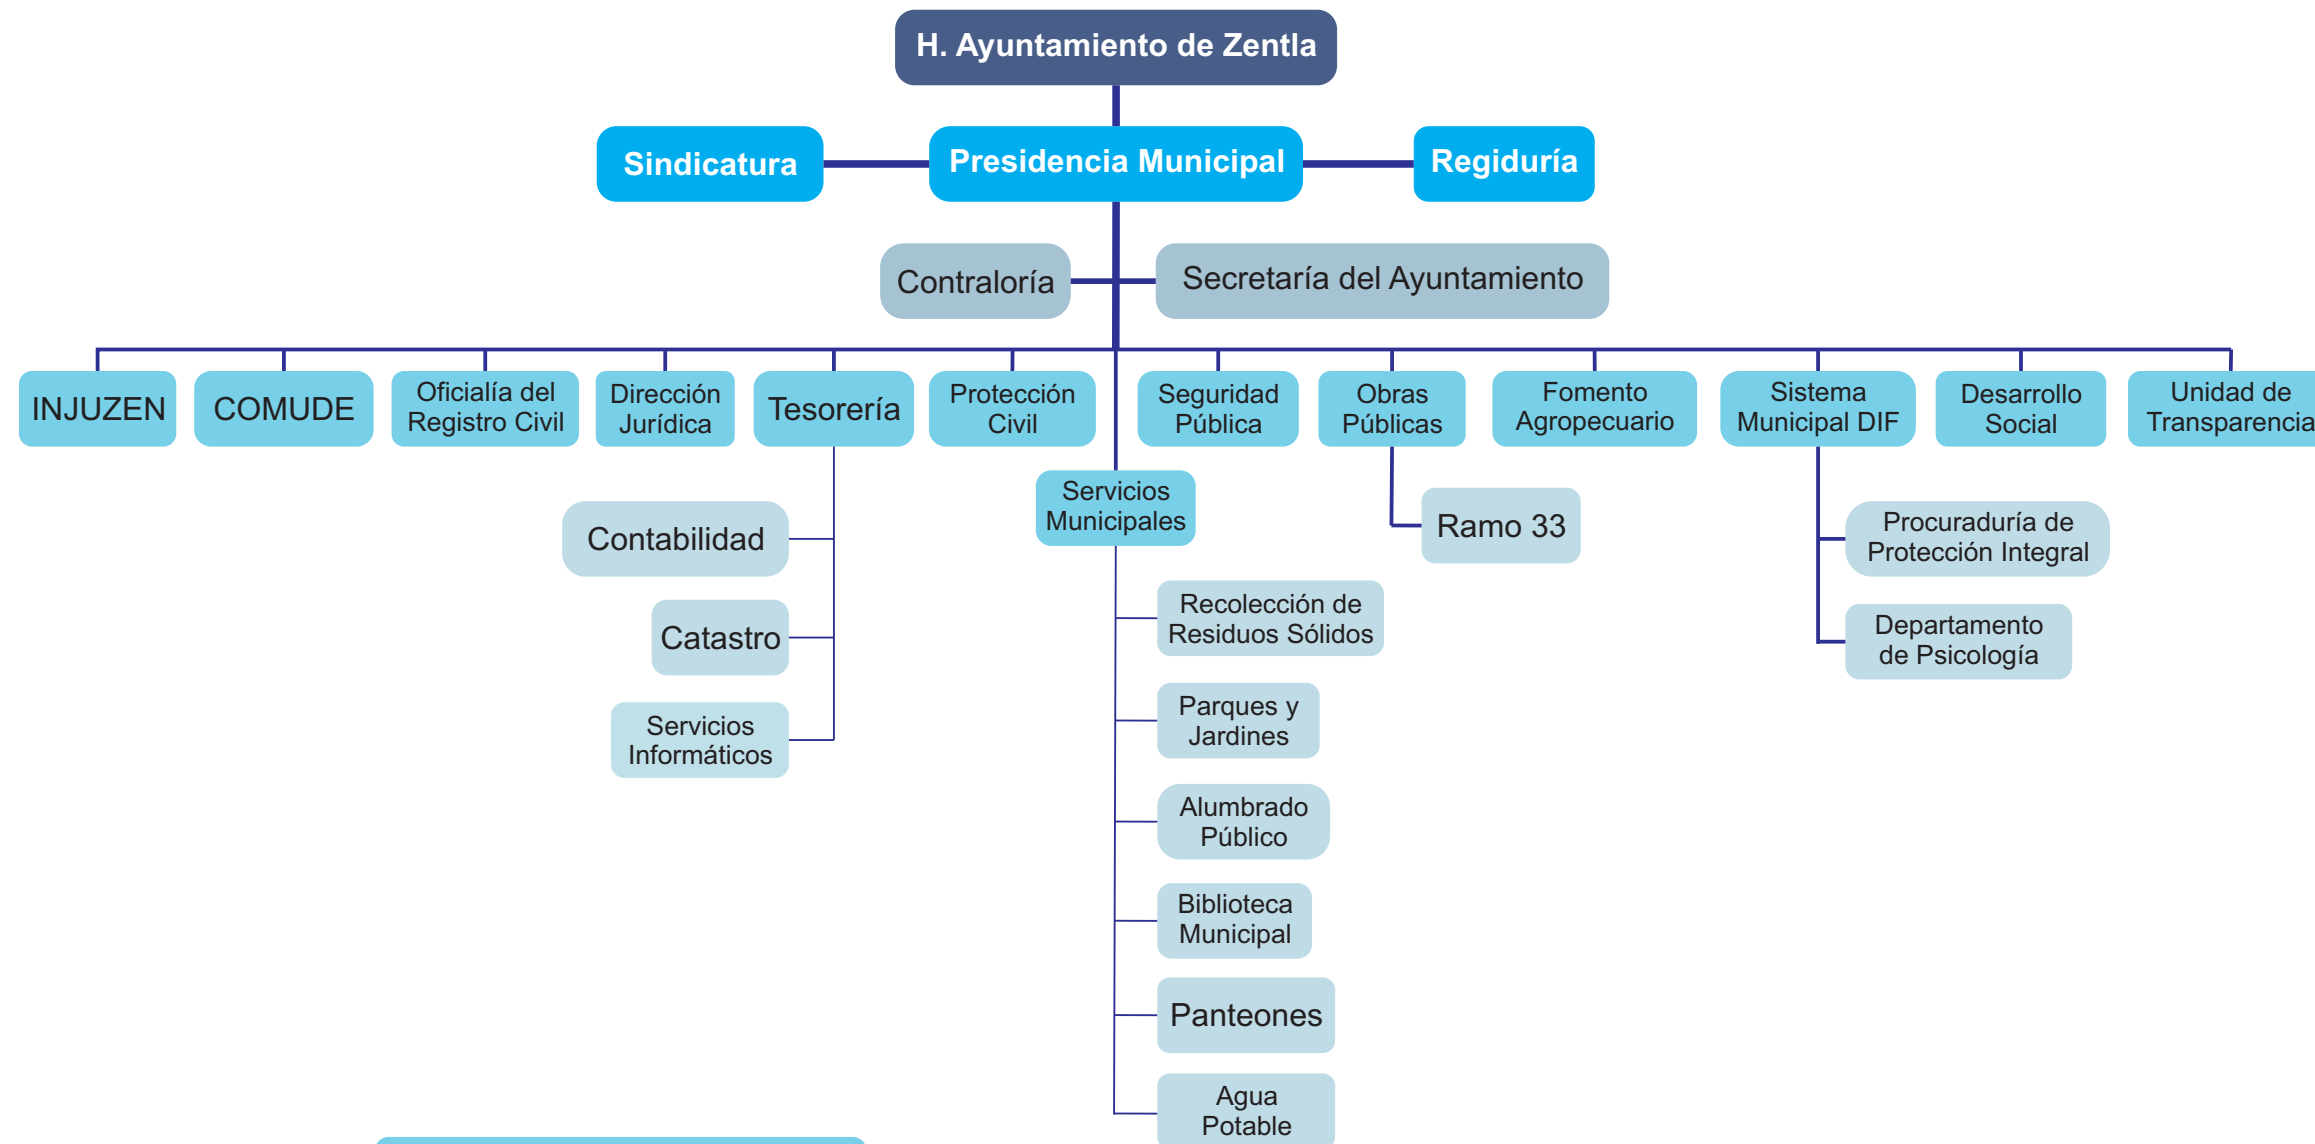 H. Ayuntamiento de Zentla
Sindicatura
Presidencia Municipal
Regiduría
Contraloría
Secretaría del Ayuntamiento
INJUZEN
COMUDE
Oficialía del
Registro Civil
Dirección
Jurídica
Tesorería
Protección
Civil
Seguridad
Pública
Obras
Públicas
Fomento
Agropecuario
Sistema
Municipal DIF
Desarrollo
Social
Unidad de
Transparencia
Contabilidad
Catastro
Servicios
Informáticos
Servicios
Municipales
Recolección de
Residuos Sólidos
Parques y
Jardines
Alumbrado
Público
Biblioteca
Municipal
Panteones
Agua
Potable
Ramo 33
Procuraduría de
Protección Integral
Departamento
de Psicología